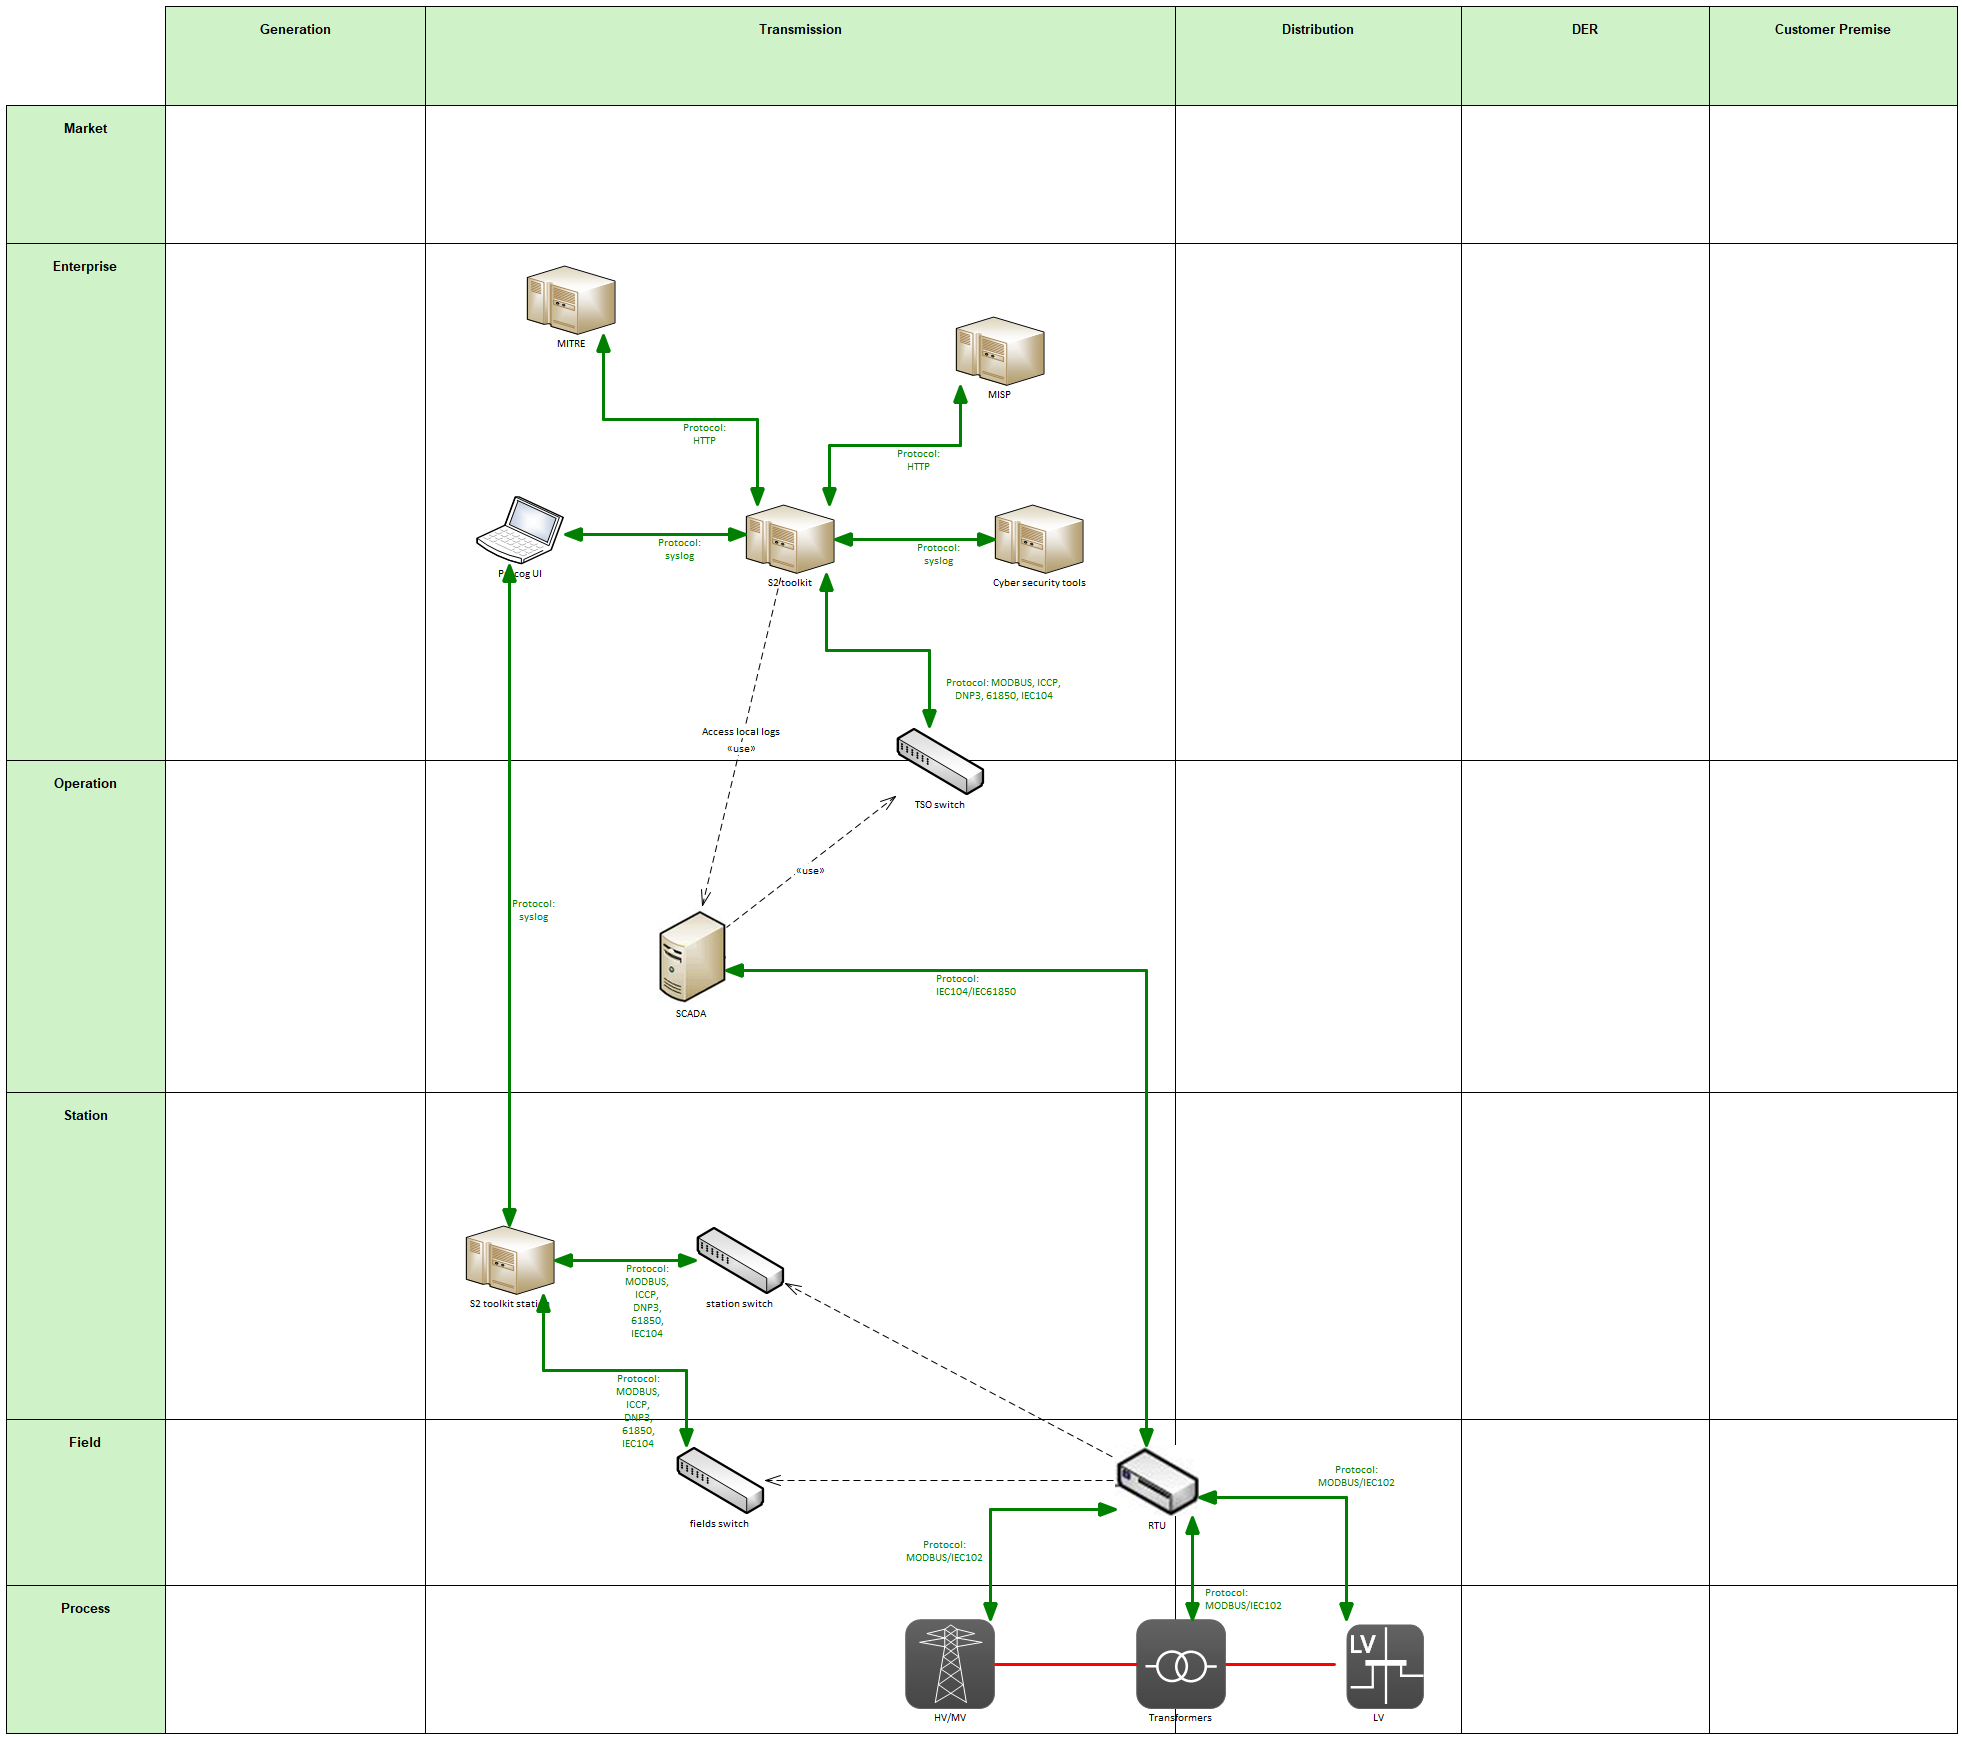 Generation
Transmission
Distribution
DER
Customer Premise
Market
Enterprise
MITRE
MISP
Protocol:
HTTP
Protocol:
HTTP
Protocol:
syslog
Protocol:
syslog
UI
S2 toolkit
Cyber security tools
Protocol: MODBUS, ICCP,
DNP3, 61850, IEC104
Access local logs
«use»
Operation
TSO switch
«use»
Protocol:
syslog
Protocol:
IEC104/IEC61850
SCADA
Station
Protocol:
MODBUS,
ICCP,
DNP3,
61850,
IEC104
S2 toolkit
station switch
Protocol:
MODBUS,
ICCP,
DNP3,
61850,
IEC104
Field
Protocol:
MODBUS/IEC102
fields switch
RTU
Protocol:
MODBUS/IEC102
Process
Protocol:
MODBUS/IEC102
LV
HV/MV
Transformers
LV